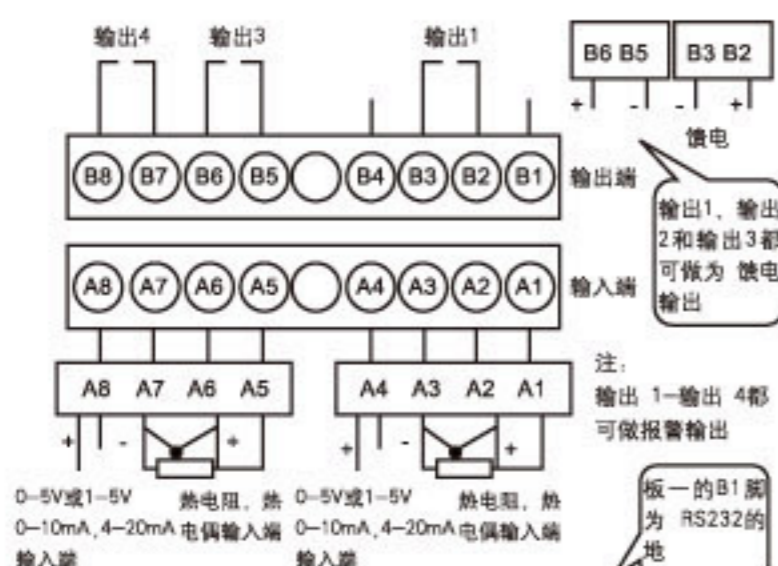 输出4 输出3 输出1
B6 B5 B3 B2
+ - - +
馈电
B8 B7 B6 B5 B4 B3 B2 B1 输出端
输出1、输出
2和输出3都
可做为 馈电
输出
A8 A7 A6 A5 A4 A3 A2 A1 输入端
注:
输出 1-输出 4都
可做报警输出
A8 A7 A6 A5 A4 A3 A2 A1
+ - + + - +
0-5V或1-5V 热电阻、热 0-5V或1-5V 热电阻、热
0-10mA,4-20mA 电偶输入端 0-10mA,4-20mA 电偶输入端
输入端 输入端
板一的B1脚
为 RS232的
地